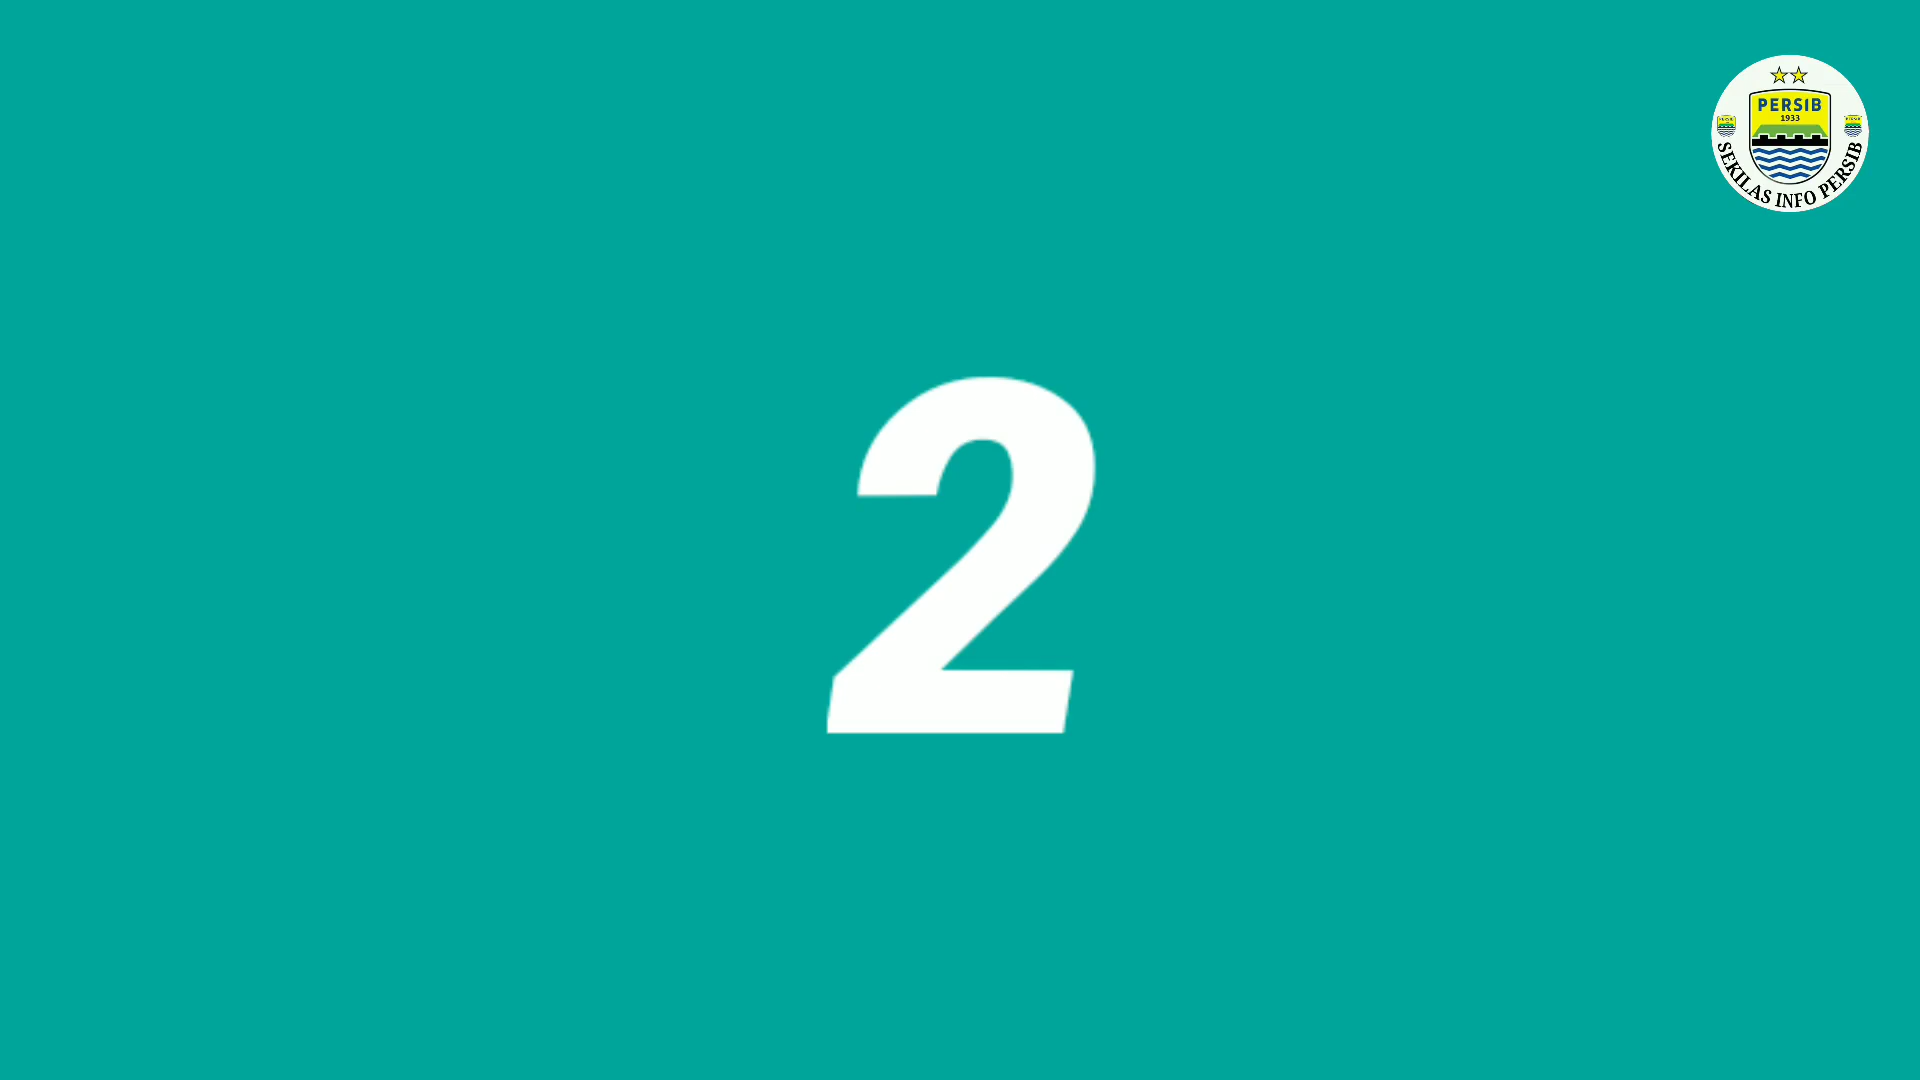 PERSIB
1933
SEKILAS INFO PERSIB
2